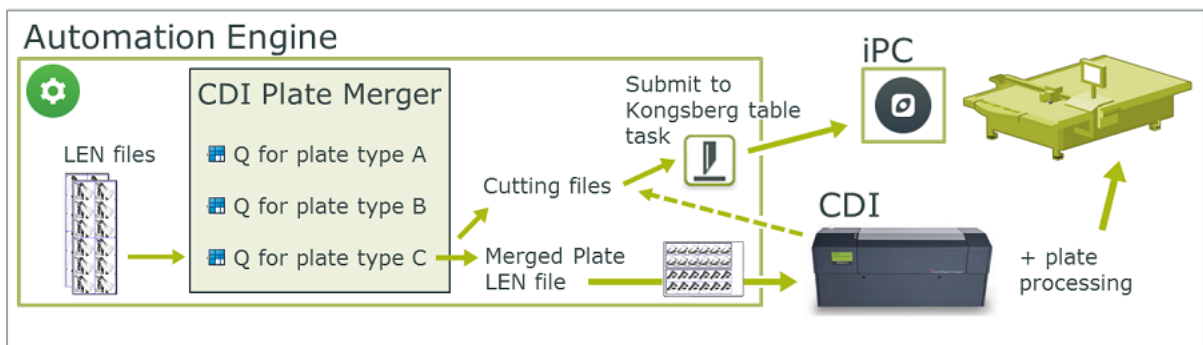 Automation Engine
iPC
CDI Plate Merger
Submit to
Kongsberg table
task
LEN files
Q for plate type A
Q for plate type B
Q for plate type C
Cutting files
CDI
Merged Plate
LEN file
+ plate
processing